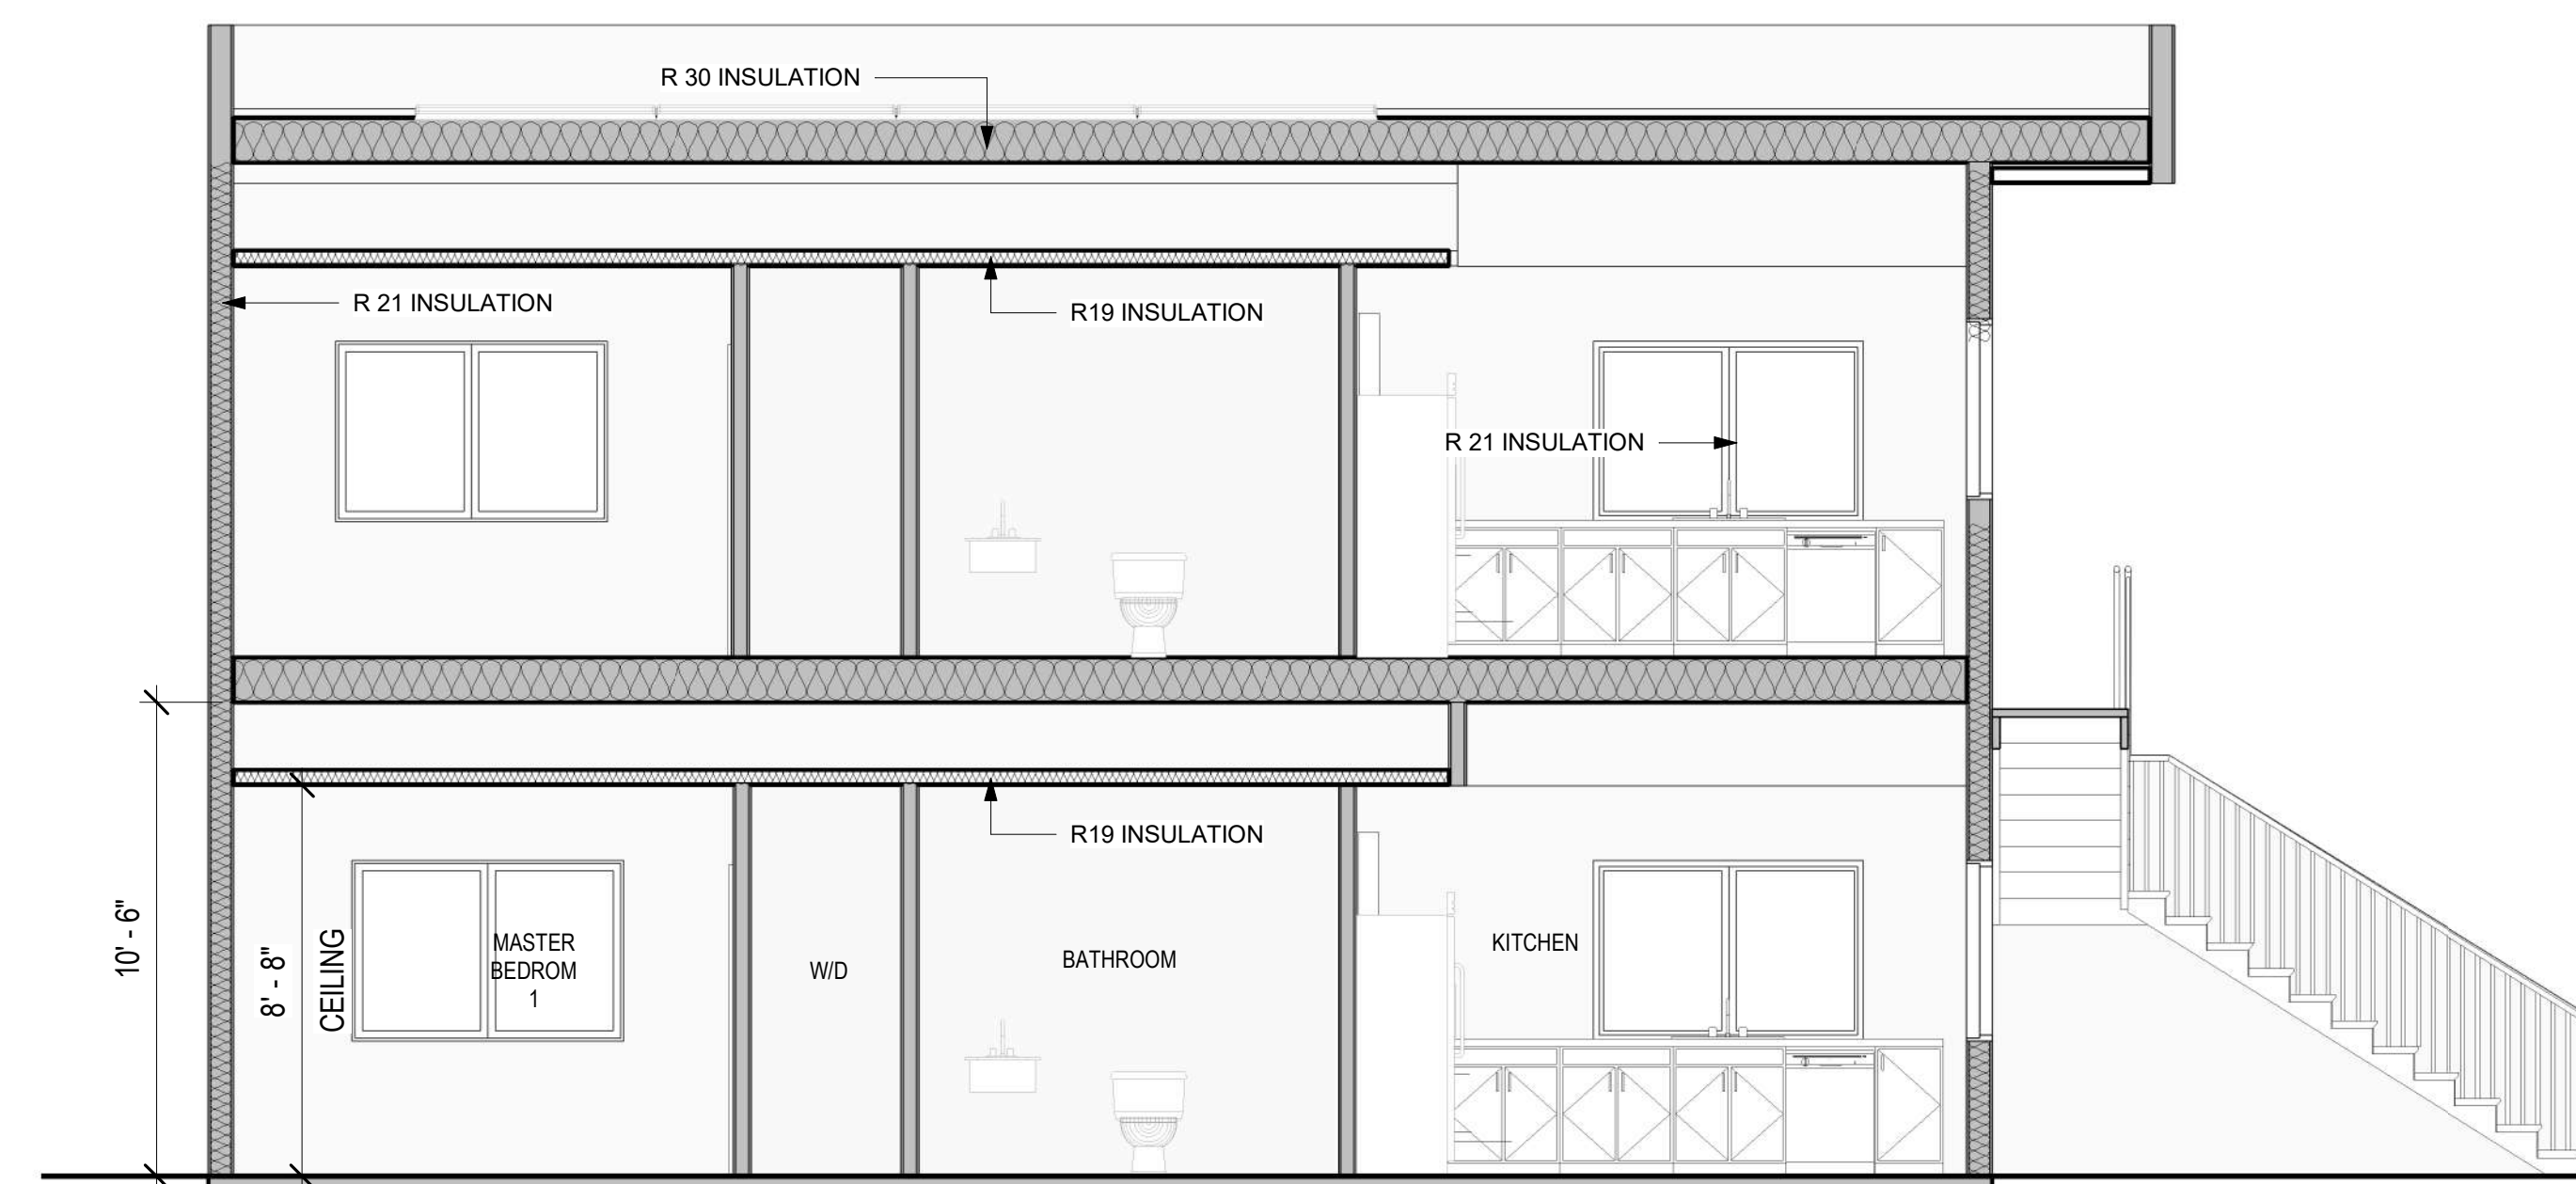 R 30 INSULATION
R 21 INSULATION
R19 INSULATION
R 21 INSULATION
R19 INSULATION
10' - 6"
8' - 8"
CEILING
MASTER
BEDROM
1
W/D
BATHROOM
KITCHEN